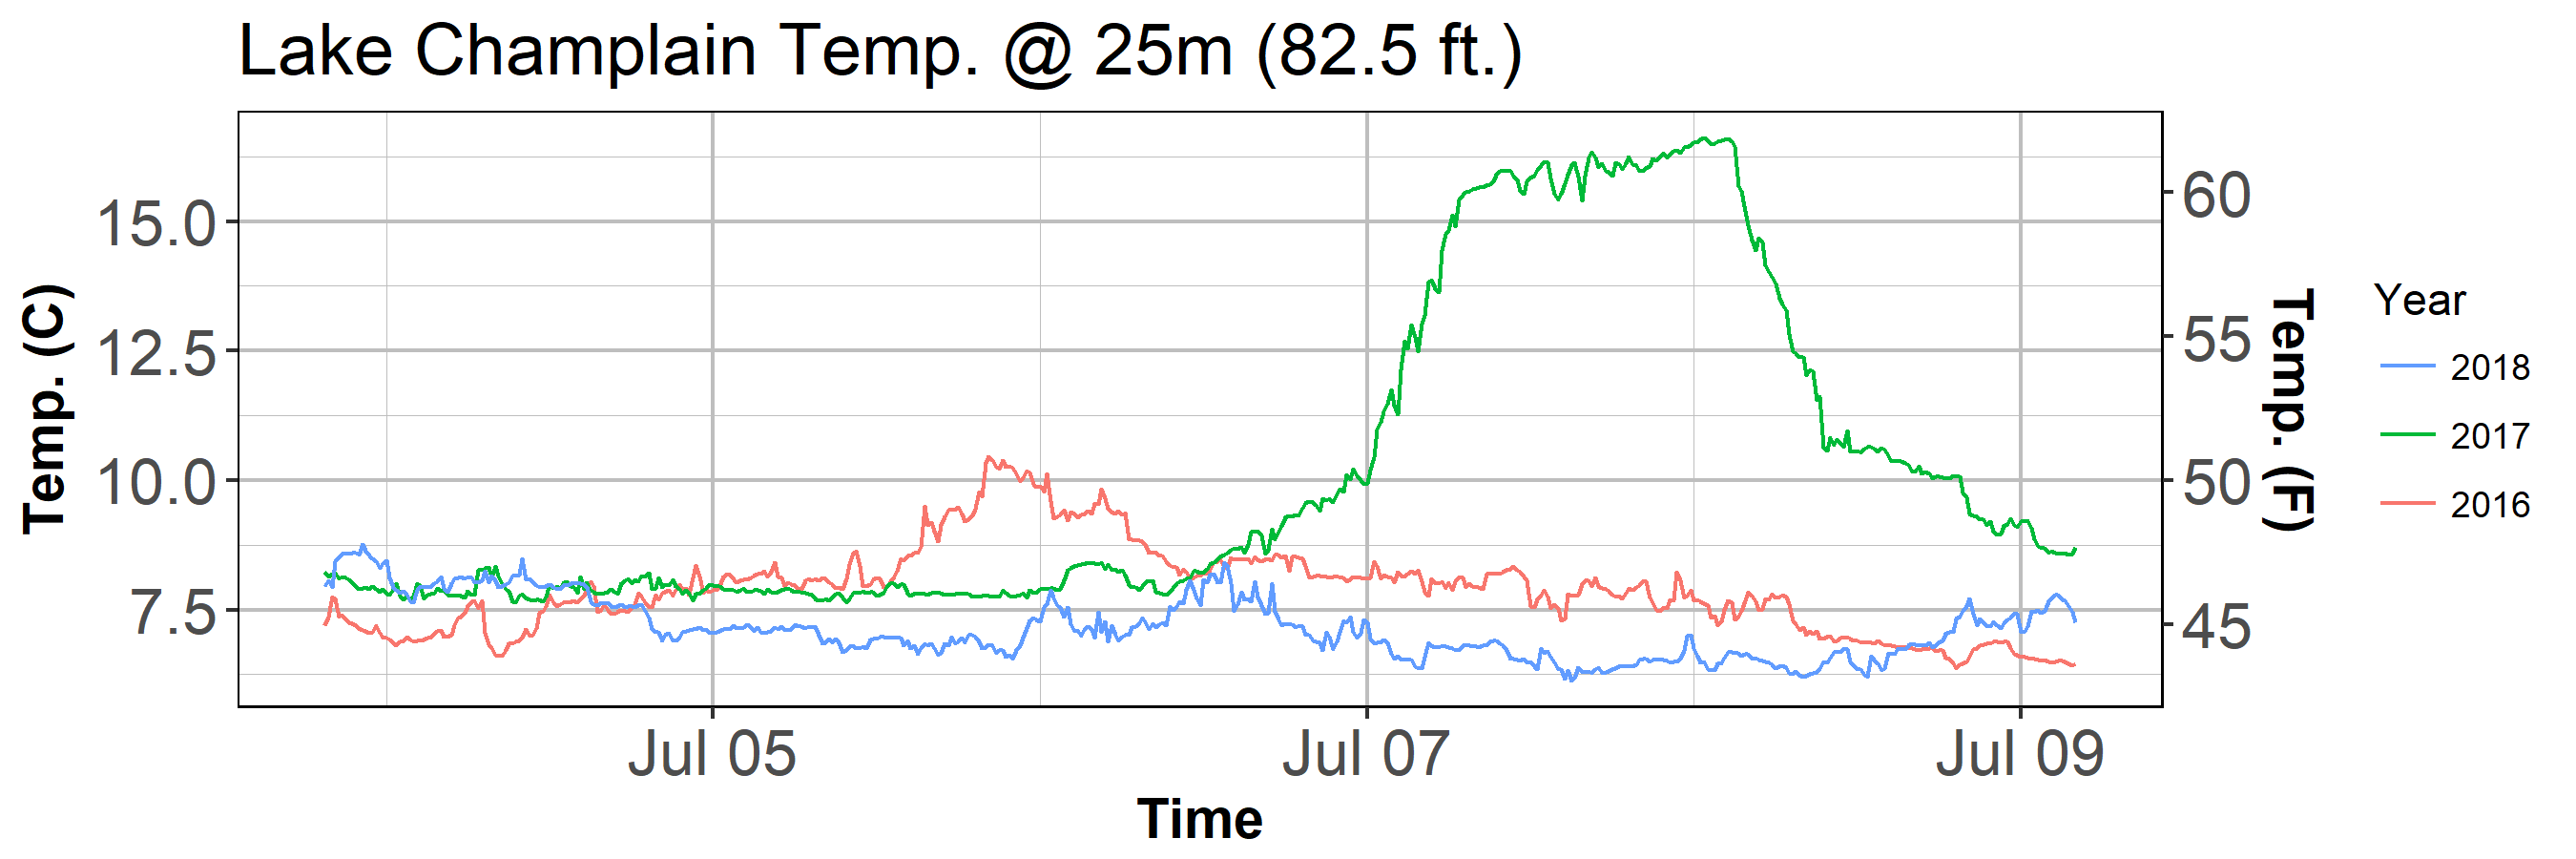 Lake Champlain Temp. @ 25m (82.5 ft.)
Temp. (C)
15.0
12.5
10.0
7.5
60
55
50
45
Temp. (F)
Jul 05
Jul 07
Jul 09
Time
Year
2018
2017
2016